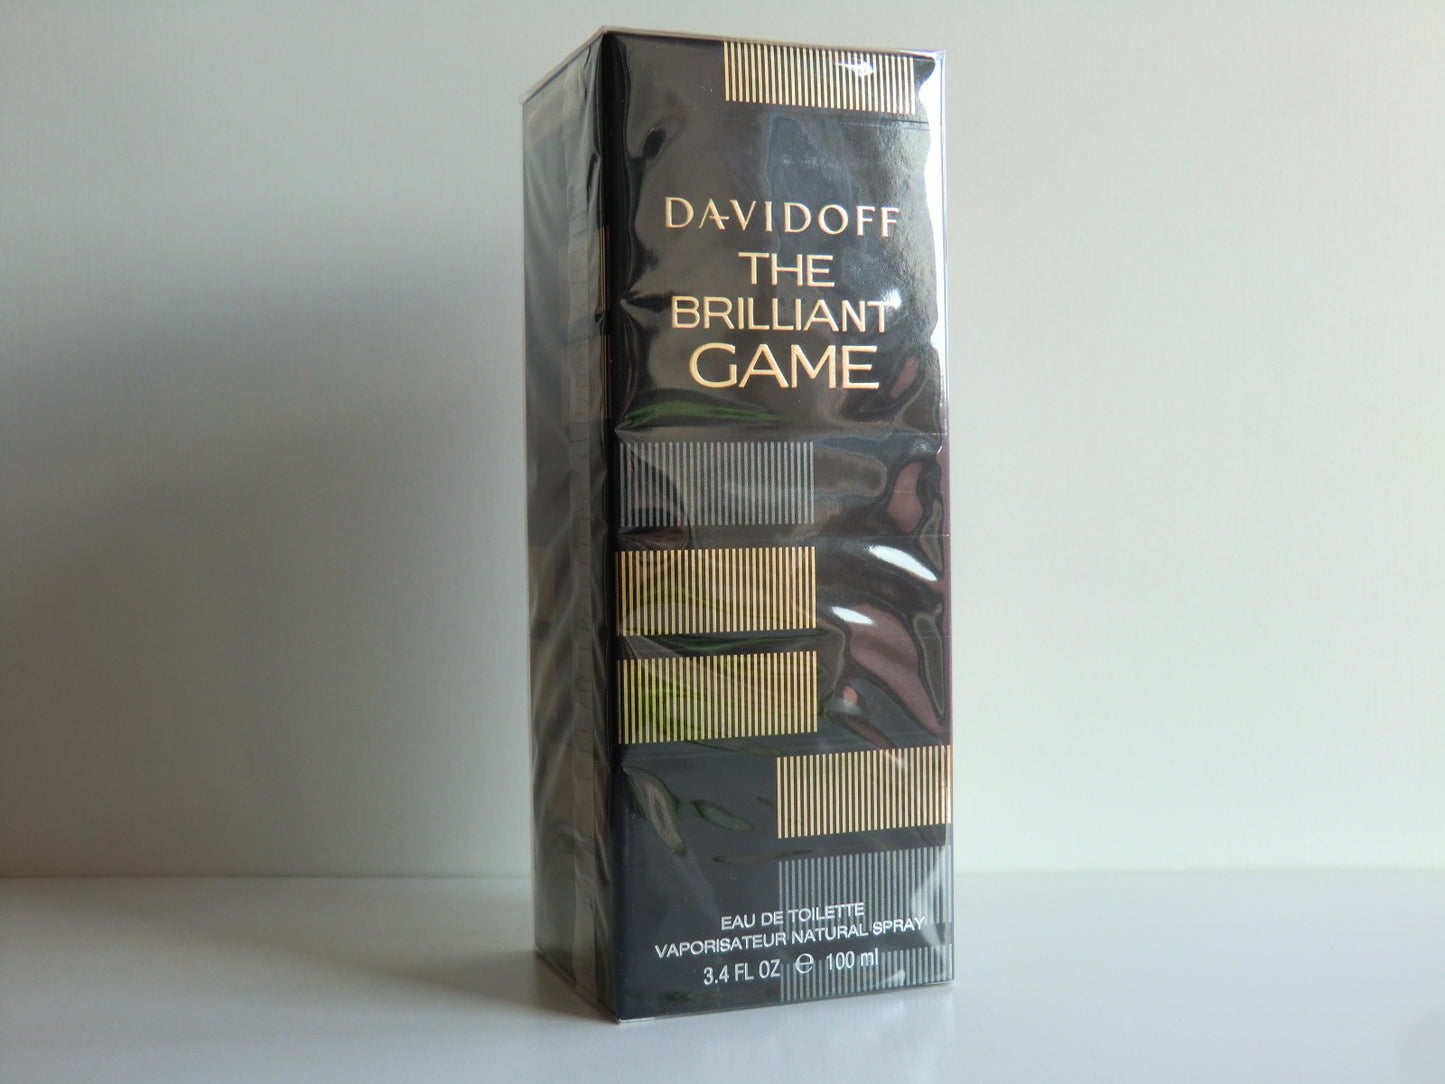 DAVIDOFF
THE
BRILLIANT
GAME
EAU DE TOILETTE
VAPORISATEUR NATURAL SPRAY
3.4 FL OZ ℮ 100 ml